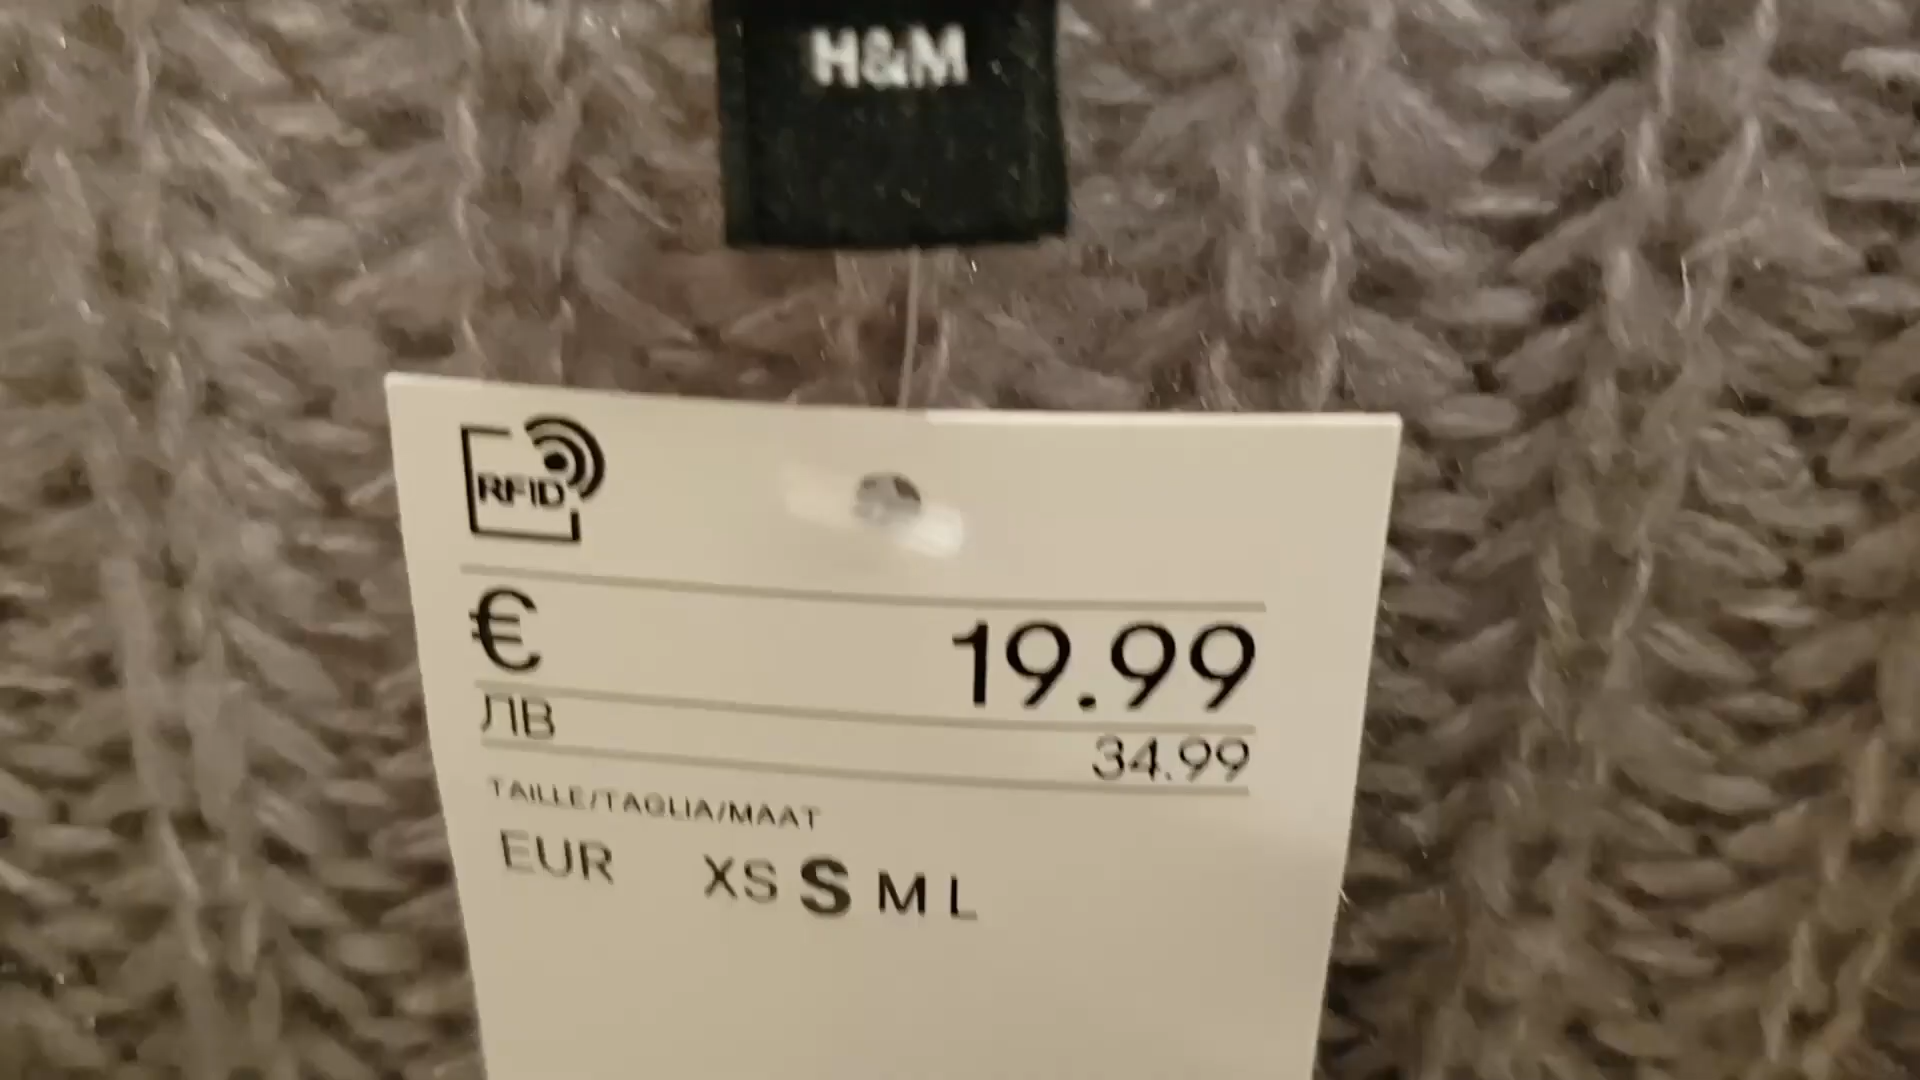 H&M
RFID
€ 19.99
ЛВ 34.99
TAILLE/TAGLIA/MAAT
EUR XS S M L